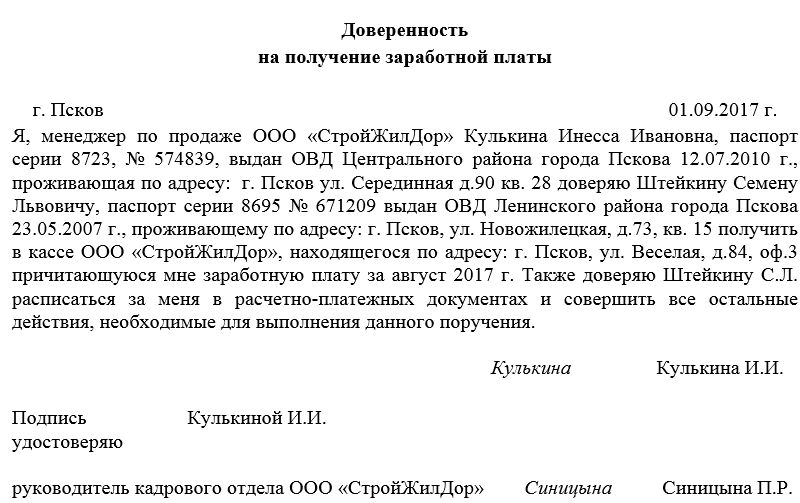 Доверенность
на получение заработной платы
г. Псков 01.09.2017 г.
Я, менеджер по продаже ООО «СтройЖилДор» Кулькина Инесса Ивановна, паспорт
серии 8723, № 574839, выдан ОВД Центрального района города Пскова 12.07.2010 г.,
проживающая по адресу: г. Псков ул. Серединная д.90 кв. 28 доверяю Штейкину Семену
Львовичу, паспорт серии 8695 № 671209 выдан ОВД Ленинского района города Пскова
23.05.2007 г., проживающему по адресу: г. Псков, ул. Новожилецкая, д.73, кв. 15 получить
в кассе ООО «СтройЖилДор», находящегося по адресу: г. Псков, ул. Веселая, д.84, оф.3
причитающуюся мне заработную плату за август 2017 г. Также доверяю Штейкину С.Л.
расписаться за меня в расчетно-платежных документах и совершить все остальные
действия, необходимые для выполнения данного поручения.
Кулькина Кулькина И.И.
Подпись Кулькиной И.И.
удостоверяю
руководитель кадрового отдела ООО «СтройЖилДор» Синицына Синицына П.Р.